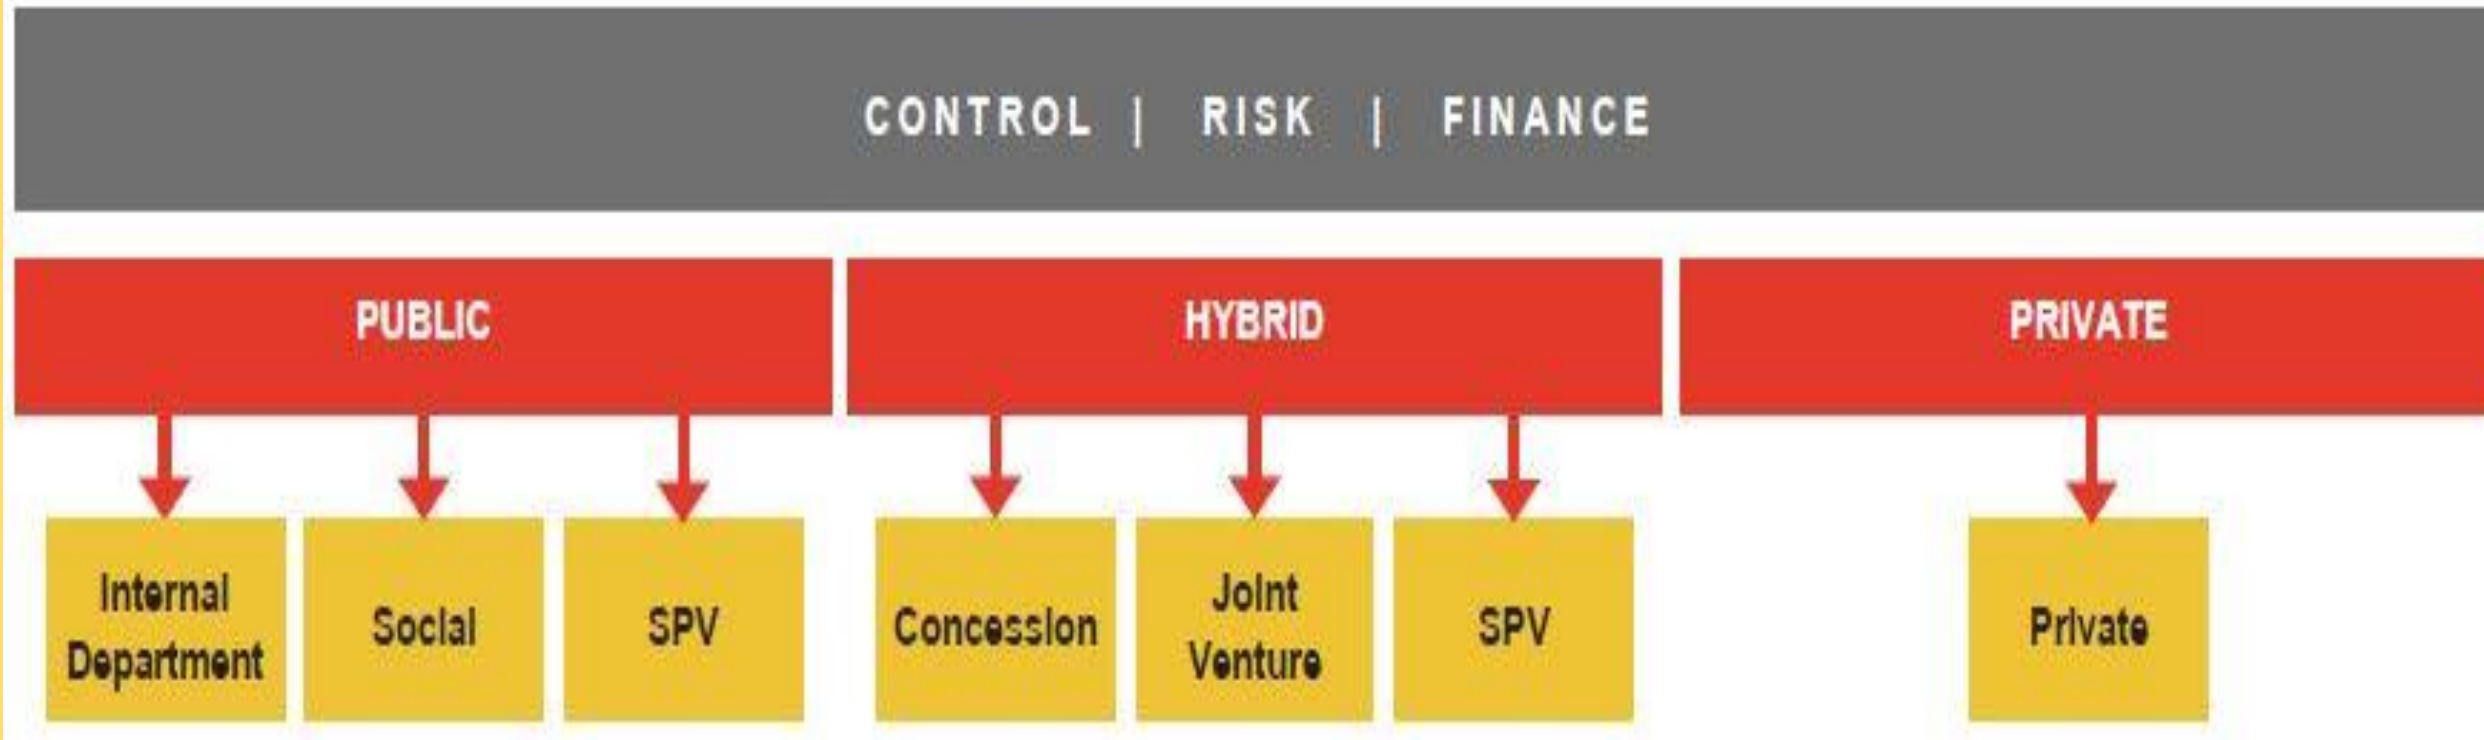 CONTROL | RISK | FINANCE
PUBLIC
HYBRID
PRIVATE
Internal
Department
Social
SPV
Concession
Joint
Venture
SPV
Private